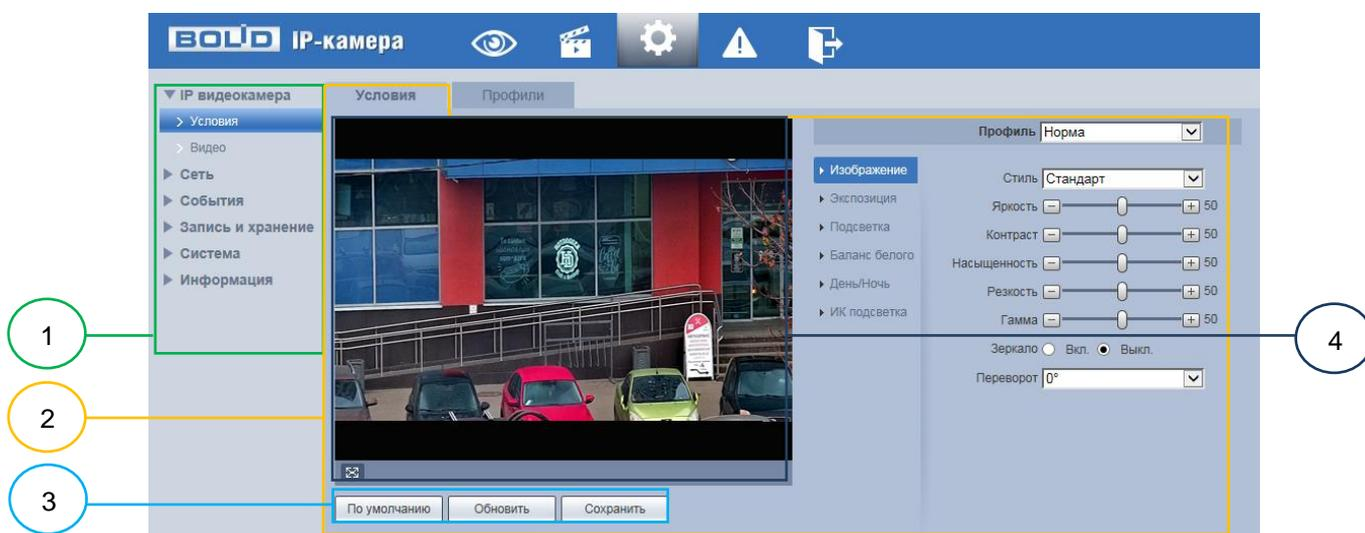 BOLID IP-камера
IP видеокамера
Условия
Видео
Сеть
События
Запись и хранение
Система
Информация
Условия
Профили
Профиль Норма
Изображение
Экспозиция
Подсветка
Баланс белого
День/Ночь
ИК подсветка
Стиль Стандарт
Яркость 50
Контраст 50
Насыщенность 50
Резкость 50
Гамма 50
Зеркало Вкл. Выкл.
Переворот 0°
По умолчанию Обновить Сохранить
1
2
3
4